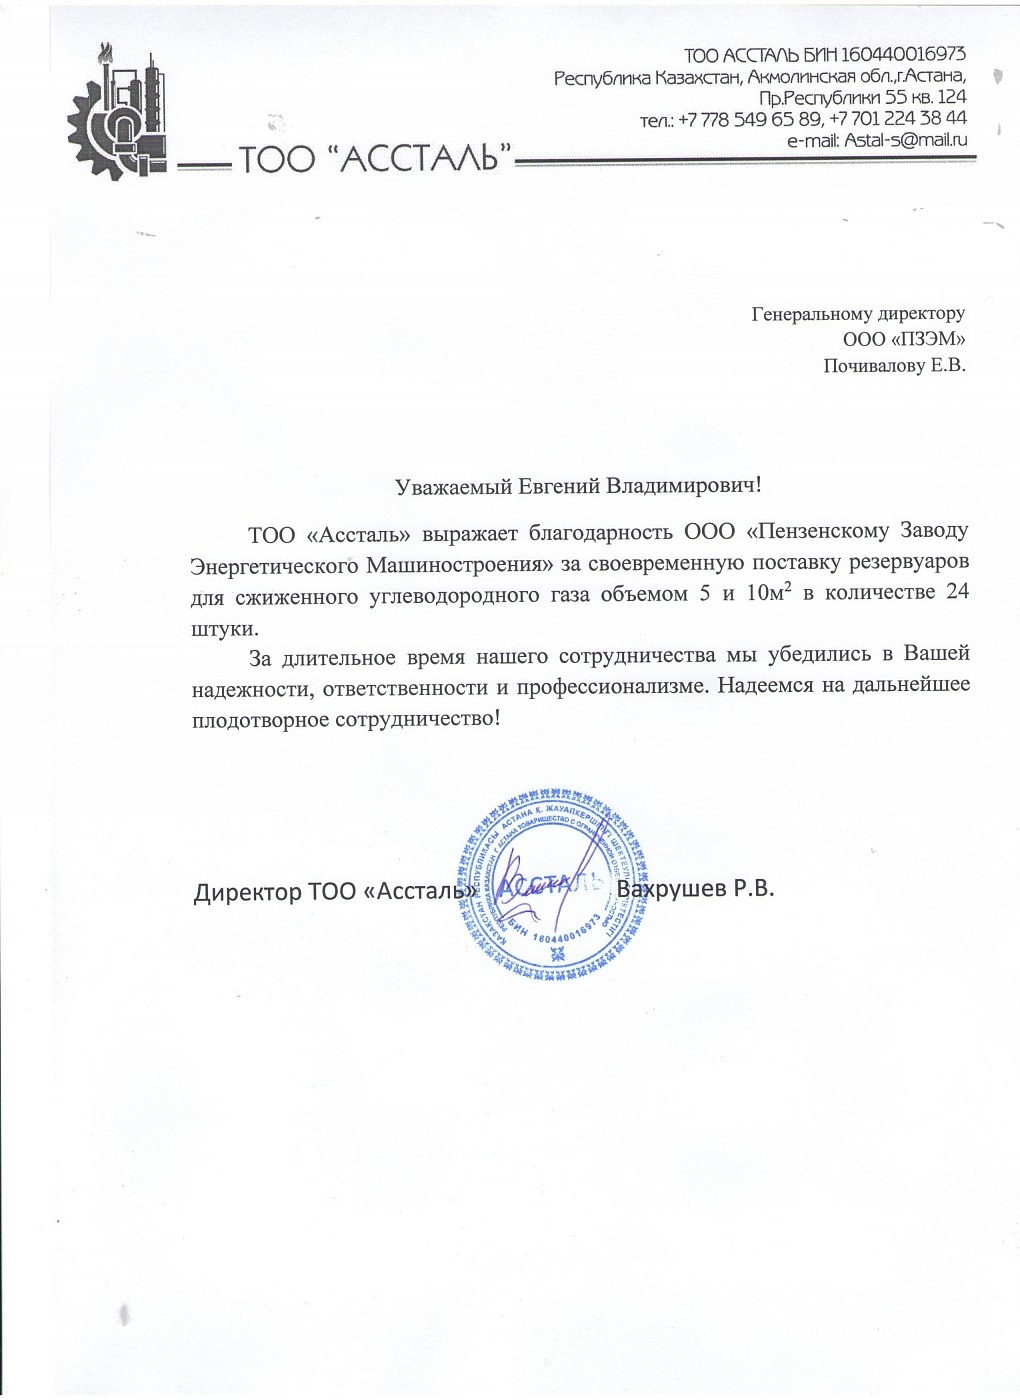 ТОО АССТАЛЬ БИН 160440016973
Республика Казахстан, Акмолинская обл.,г.Астана,
Пр.Республики 55 кв. 124
тел.: +7 778 549 65 89, +7 701 224 38 44
e-mail: Astal-s@mail.ru
ТОО “АССТАЛЬ”
Генеральному директору
ООО «ПЗЭМ»
Почивалову Е.В.
Уважаемый Евгений Владимирович!
ТОО «Ассталь» выражает благодарность ООО «Пензенскому Заводу
Энергетического Машиностроения» за своевременную поставку резервуаров
для сжиженного углеводородного газа объемом 5 и 10м² в количестве 24
штуки.
За длительное время нашего сотрудничества мы убедились в Вашей
надежности, ответственности и профессионализме. Надеемся на дальнейшее
плодотворное сотрудничество!
Директор ТОО «Ассталь» Вахрушев Р.В.
ҚАЗАҚСТАН РЕСПУБЛИКАСЫ АСТАНА Қ. ЖАУАПКЕРШІЛІГІ ШЕКТЕУЛІ
РЕСПУБЛИКА КАЗАХСТАН Г. АСТАНА ТОВАРИЩЕСТВО С ОГРАНИЧЕННОЙ
АССТАЛЬ
БИН 160440016973